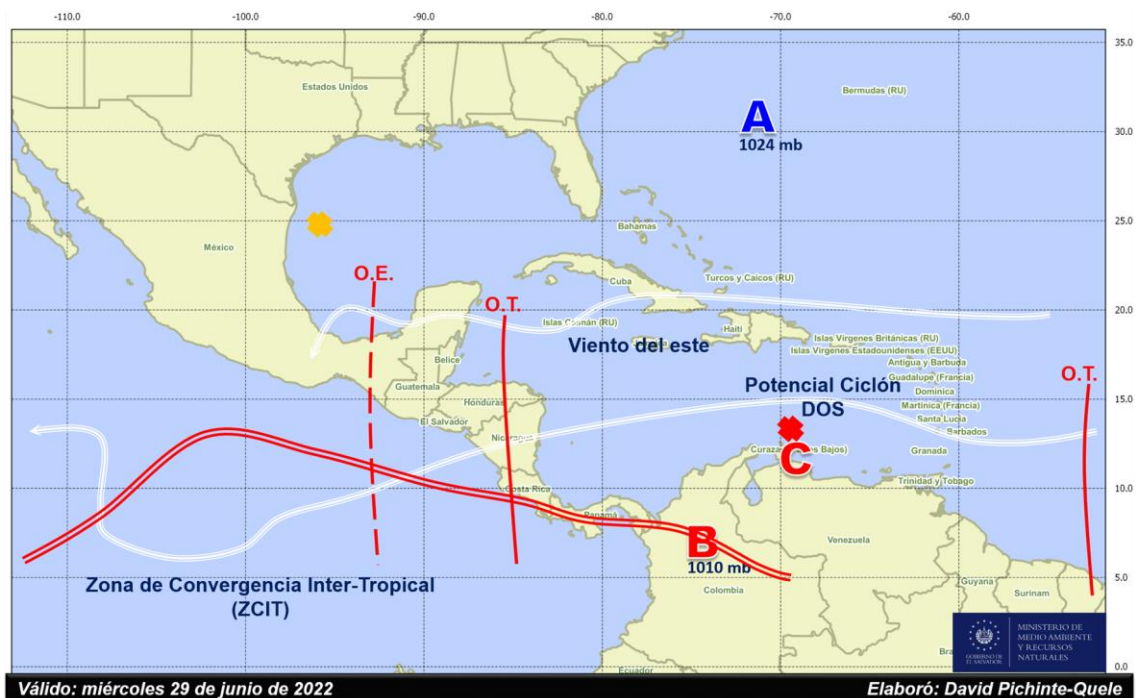 -110.0 -100.0 -90.0 -80.0 -70.0 -60.0
35.0
Estados Unidos
Bermudas (RU)
A
30.0
1024 mb
25.0
Bahamas
México
O.E.
Turcos y Caicos (RU)
Cuba
O.T.
20.0
Islas Caimán (RU)
Haití
Islas Vírgenes Británicas (RU)
Viento del este
Islas Vírgenes Estadounidenses (EEUU)
Belice
Antigua y Barbuda
O.T.
Guatemala
Potencial Ciclón
Guadalupe (Francia)
Dominica
Honduras
15.0
DOS
Martinica (Francia)
El Salvador
Santa Lucía
Nicaragua
Barbados
C
Granada
Trinidad y Tobago
Costa Rica
10.0
Panamá
B
Venezuela
1010 mb
Colombia
Guyana
Surinam
5.0
Zona de Convergencia Inter-Tropical
(ZCIT)
GOBIERNO DE
EL SALVADOR
MINISTERIO DE
MEDIO AMBIENTE
Y RECURSOS
NATURALES
Ecuador
0.0
Válido: miércoles 29 de junio de 2022
Elaboró: David Pichinte-Quele